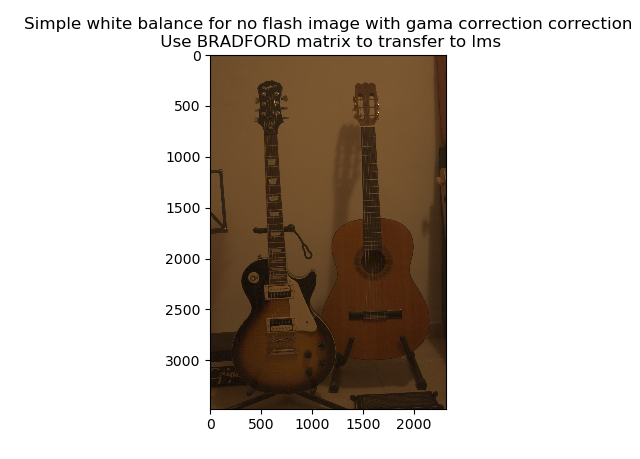 Simple white balance for no flash image with gama correction correction
Use BRADFORD matrix to transfer to lms
0
500
1000
1500
2000
2500
3000
0 500 1000 1500 2000